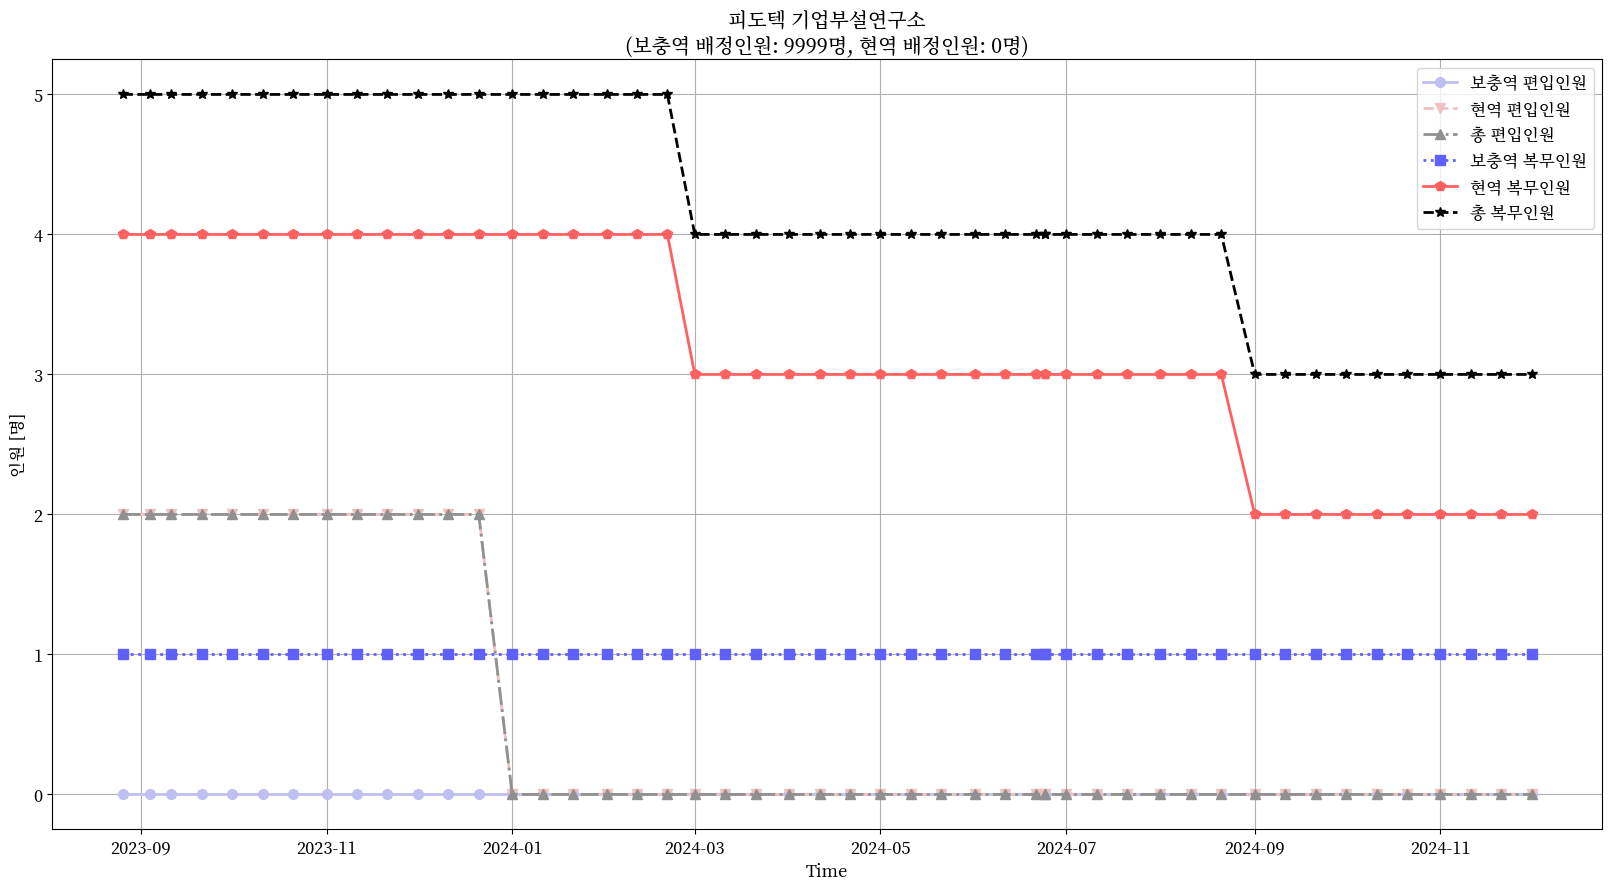 피도텍 기업부설연구소
(보충역 배정인원: 9999명, 현역 배정인원: 0명)
보충역 편입인원
현역 편입인원
총 편입인원
보충역 복무인원
현역 복무인원
총 복무인원
인원 [명]
5
4
3
2
1
0
2023-09 2023-11 2024-01 2024-03 2024-05 2024-07 2024-09 2024-11
Time